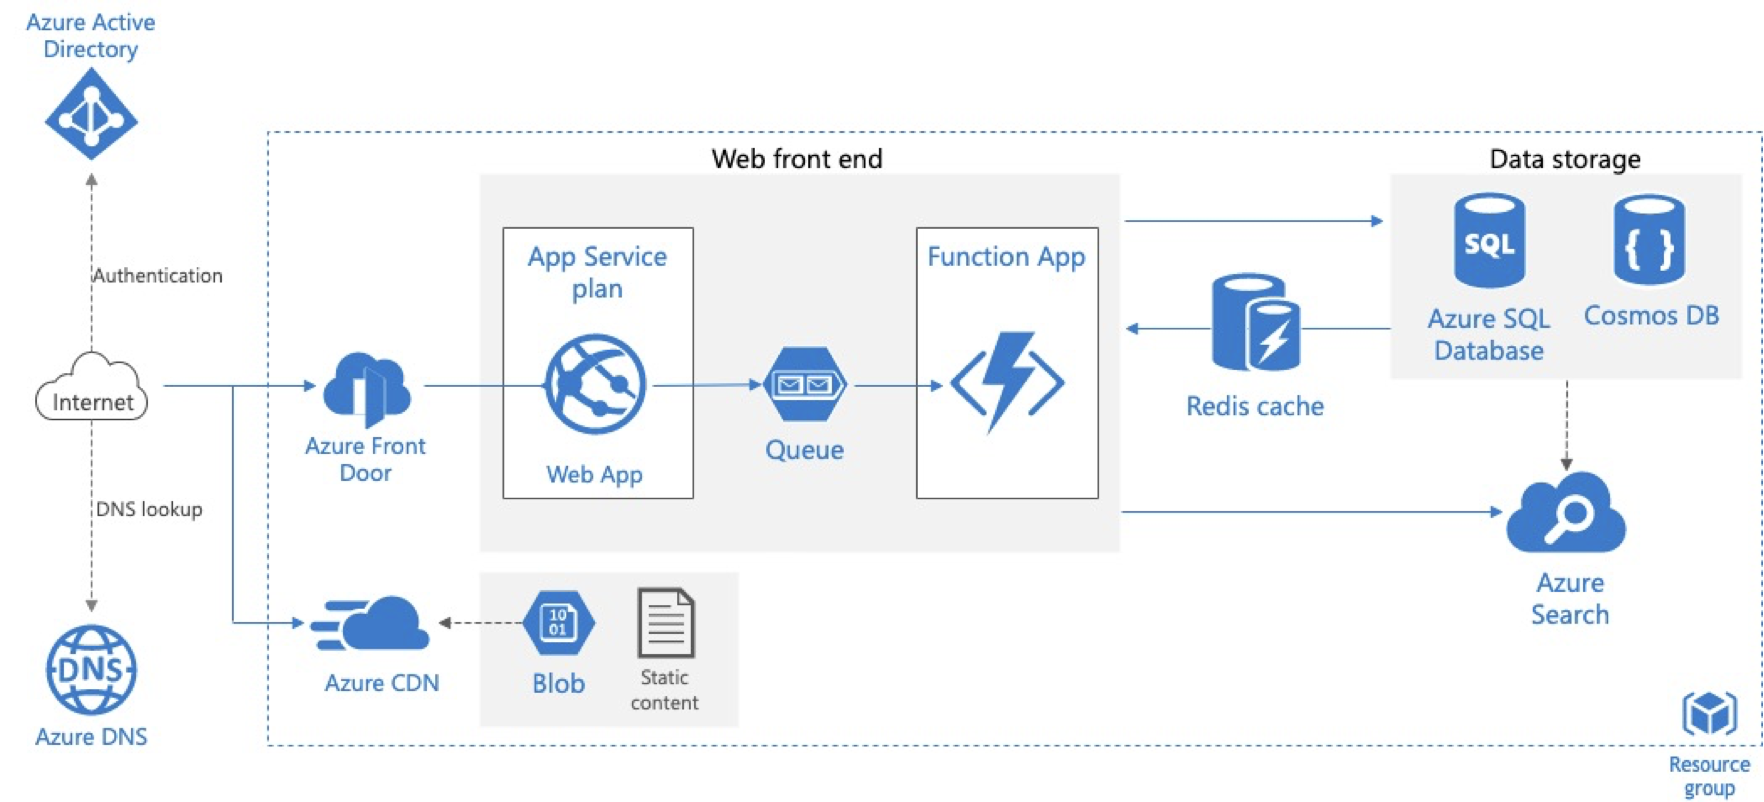 Azure Active
Directory
Authentication
Internet
DNS lookup
DNS
Azure DNS
Azure Front
Door
Azure CDN
Web front end
App Service
plan
Web App
Queue
Function App
10
01
Blob
Static
content
Redis cache
Data storage
SQL
Azure SQL
Database
{ }
Cosmos DB
Azure
Search
Resource
group